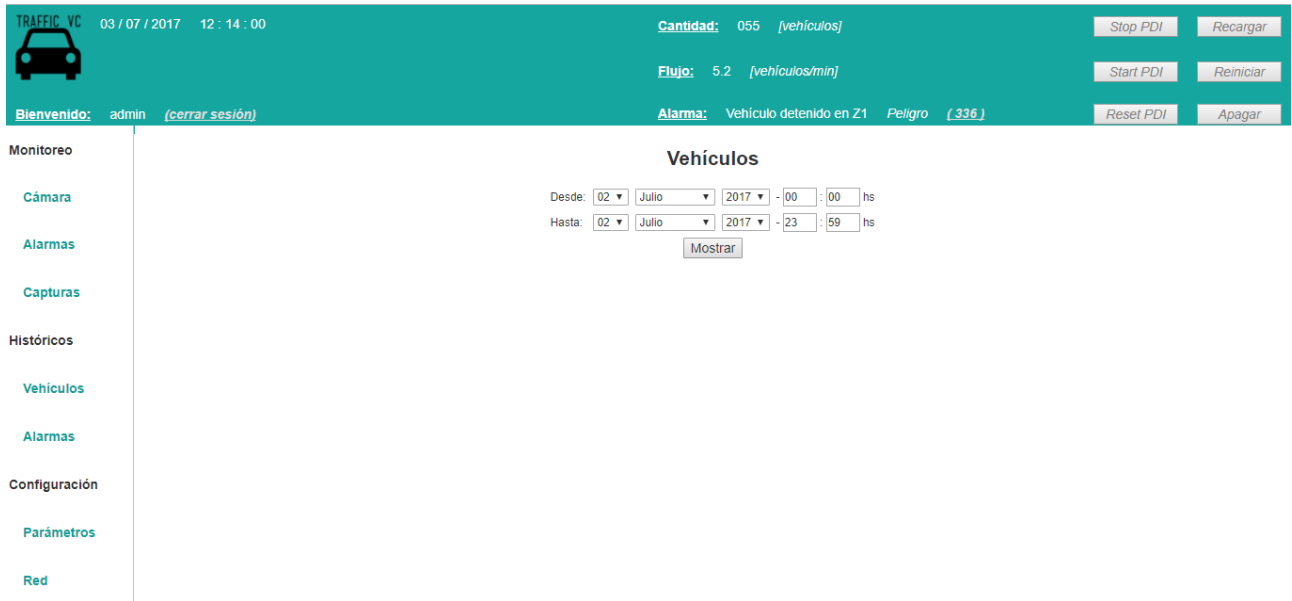 TRAFFIC_VC 03 / 07 / 2017 12 : 14 : 00
Cantidad: 055 [vehículos]
Stop PDI Recargar
Flujo: 5.2 [vehículos/min]
Start PDI Reiniciar
Bienvenido: admin (cerrar sesión)
Alarma: Vehículo detenido en Z1 Peligro ( 336 )
Reset PDI Apagar
Monitoreo
Cámara
Alarmas
Capturas
Históricos
Vehículos
Alarmas
Configuración
Parámetros
Red
Vehículos
Desde: 02 Julio 2017 - 00 : 00 hs
Hasta: 02 Julio 2017 - 23 : 59 hs
Mostrar